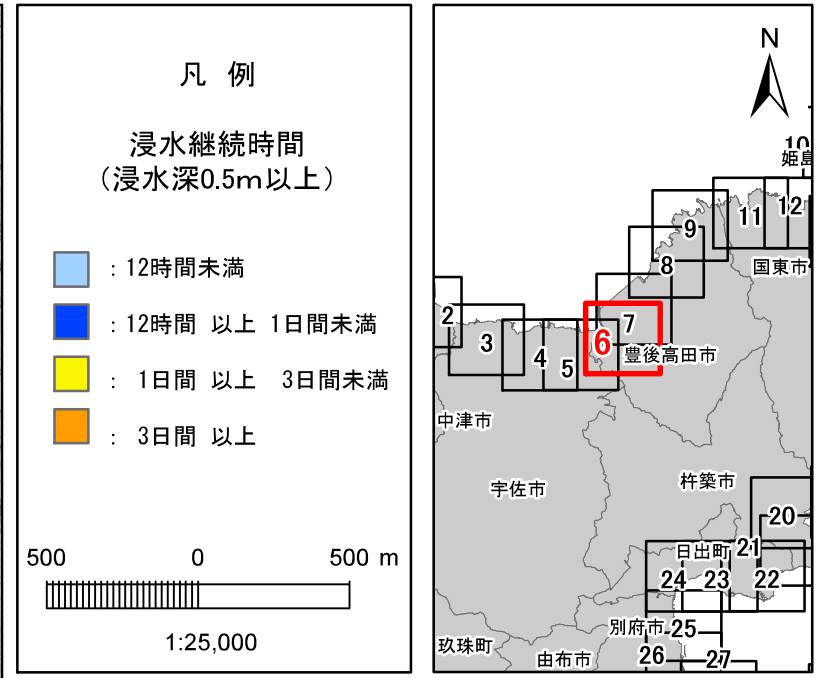 凡 例
浸水継続時間
（浸水深0.5m以上）
：12時間未満
：12時間 以上 1日間未満
： 1日間 以上 3日間未満
： 3日間 以上
500 0 500 m
1:25,000
N
10
姫島
11
12
9
8
国東市
2
3
4
5
6
7
豊後高田市
中津市
宇佐市
杵築市
20
日出町
21
24
23
22
別府市
25
玖珠町
由布市
26
27